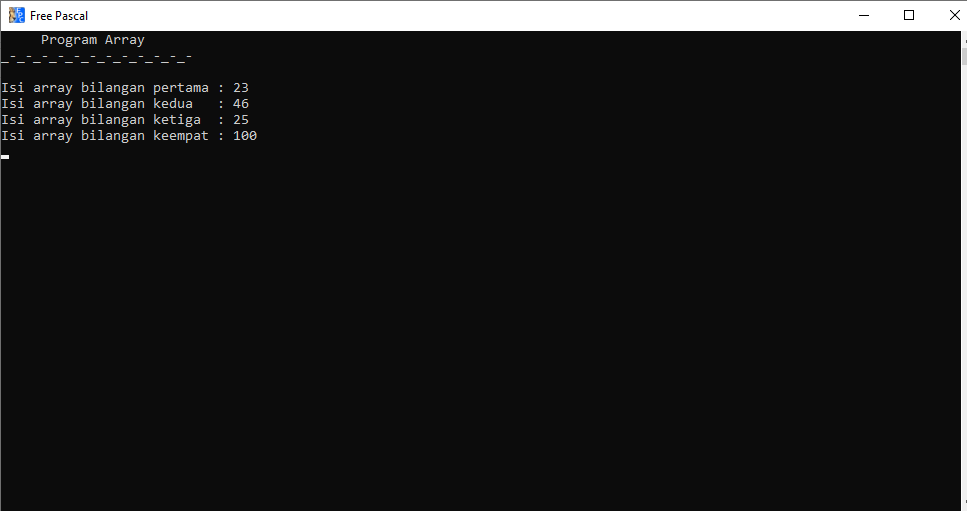 Free Pascal
Program Array
_-_-_-_-_-_-_-_-_-_-_-_-
Isi array bilangan pertama : 23
Isi array bilangan kedua   : 46
Isi array bilangan ketiga  : 25
Isi array bilangan keempat : 100